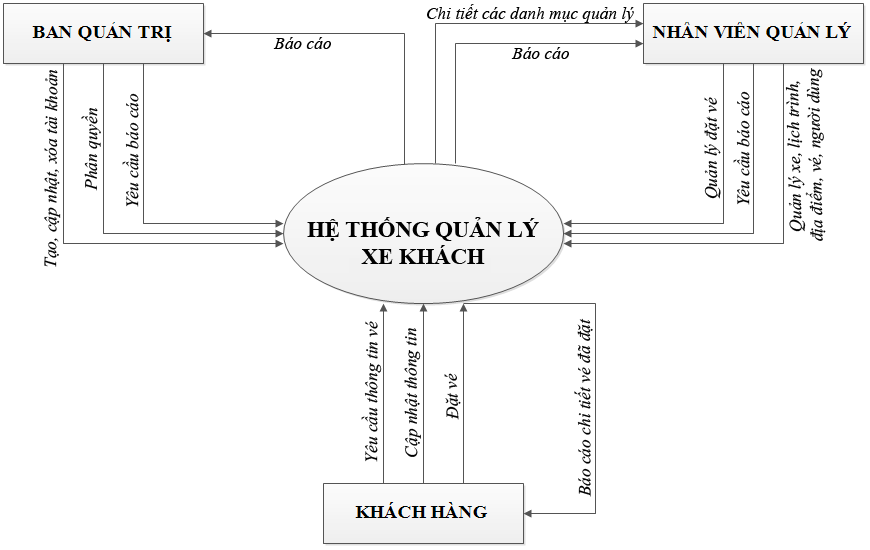 BAN QUẢN TRỊ
Báo cáo
Chi tiết các danh mục quản lý
Báo cáo
NHÂN VIÊN QUẢN LÝ
Tạo, cập nhật, xóa tài khoản
Phân quyền
Yêu cầu báo cáo
Quản lý đặt vé
Yêu cầu báo cáo
Quản lý xe, lịch trình,
địa điểm, vé, người dùng
HỆ THỐNG QUẢN LÝ
XE KHÁCH
Yêu cầu thông tin vé
Cập nhật thông tin
Đặt vé
Báo cáo chi tiết vé đã đặt
KHÁCH HÀNG